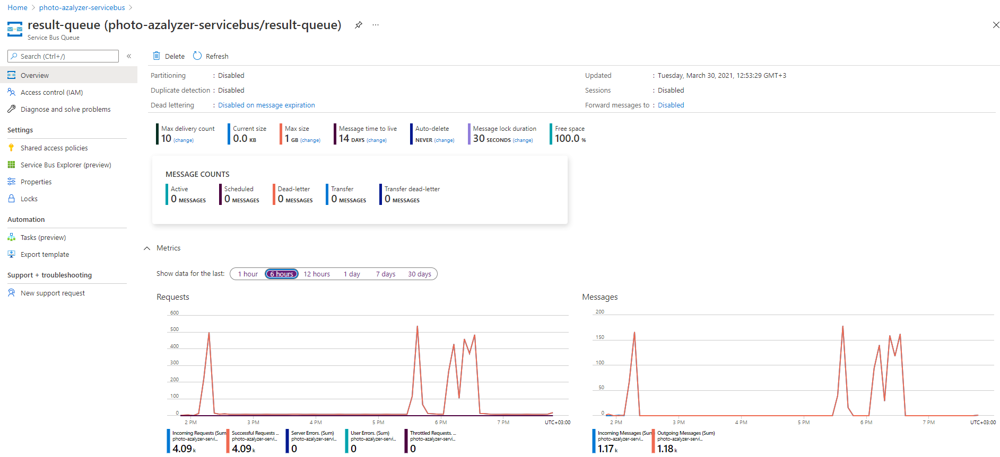 Home > photo-azalyzer-servicebus >
result-queue (photo-azalyzer-servicebus/result-queue) ...
Service Bus Queue
Search (Ctrl+/) «
Overview
Access control (IAM)
Diagnose and solve problems
Settings
Shared access policies
Service Bus Explorer (preview)
Properties
Locks
Automation
Tasks (preview)
Export template
Support + troubleshooting
New support request
Delete Refresh
Partitioning : Disabled
Duplicate detection : Disabled
Dead lettering : Disabled on message expiration
Updated : Tuesday, March 30, 2021, 12:53:29 GMT+3
Sessions : Disabled
Forward messages to : Disabled
Max delivery count
10 (change)
Current size
0.0 KB
Max size
1 GB (change)
Message time to live
14 DAYS (change)
Auto-delete
NEVER (change)
Message lock duration
30 SECONDS (change)
Free space
100.0 %
MESSAGE COUNTS
Active
0 MESSAGES
Scheduled
0 MESSAGES
Dead-letter
0 MESSAGES
Transfer
0 MESSAGES
Transfer dead-letter
0 MESSAGES
Metrics
Show data for the last: 1 hour 6 hours 12 hours 1 day 7 days 30 days
Requests
600
500
400
300
200
100
0
2 PM 3 PM 4 PM 5 PM 6 PM 7 PM UTC+03:00
Incoming Requests (Sum)
photo-azalyzer-servi...
4.09 k
Successful Requests ...
photo-azalyzer-servi...
4.09 k
Server Errors. (Sum)
photo-azalyzer-servi...
0
User Errors. (Sum)
photo-azalyzer-servi...
0
Throttled Requests. ...
photo-azalyzer-servi...
0
Messages
200
150
100
50
0
2 PM 3 PM 4 PM 5 PM 6 PM 7 PM UTC+03:00
Incoming Messages (Sum)
photo-azalyzer-servi...
1.17 k
Outgoing Messages (Sum)
photo-azalyzer-servi...
1.18 k